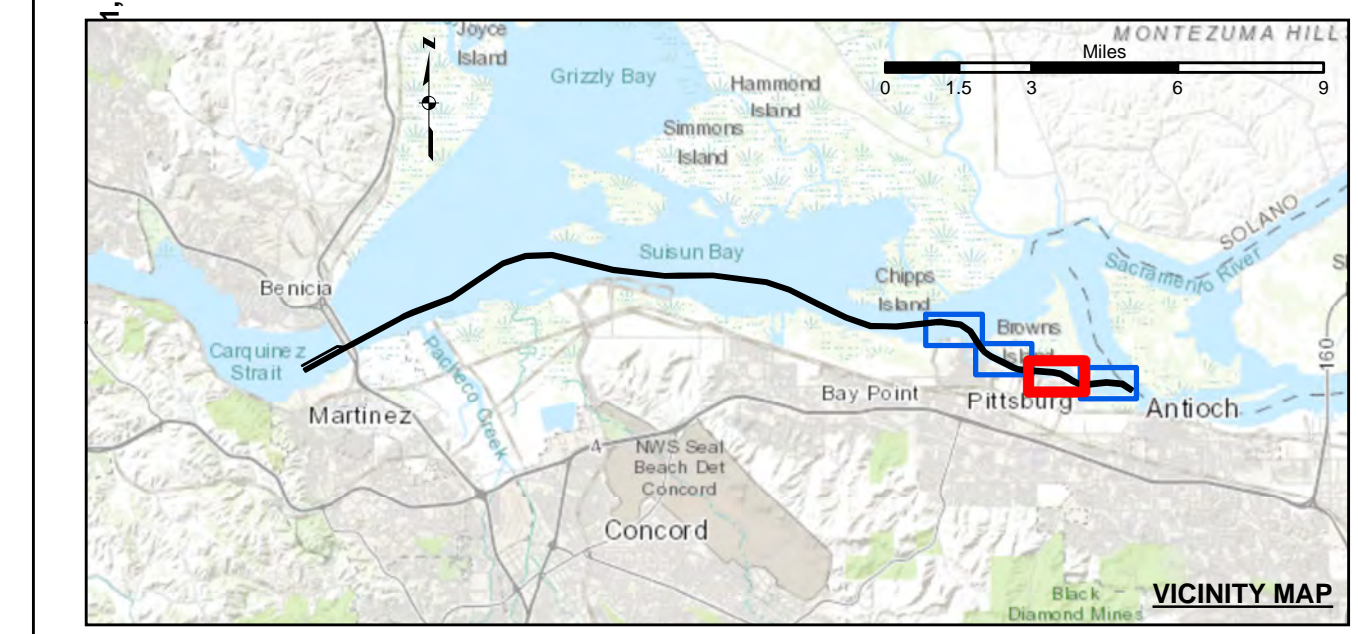 1,
Joyce
Island
N
Grizzly Bay
MONTEZUMA HILL
Miles
0 1.5 3 6 9
Hammond
Island
Simmons
Island
SOLANO
Sacramento River
Suisun Bay
Chipps
Island
Benicia
Browns
Island
Carquinez
Strait
Pacheco Creek
160
Bay Point
Pittsburg
Antioch
Martinez
4
NWS Seal
Beach Det
Concord
Concord
Black
Diamond Mines
VICINITY MAP